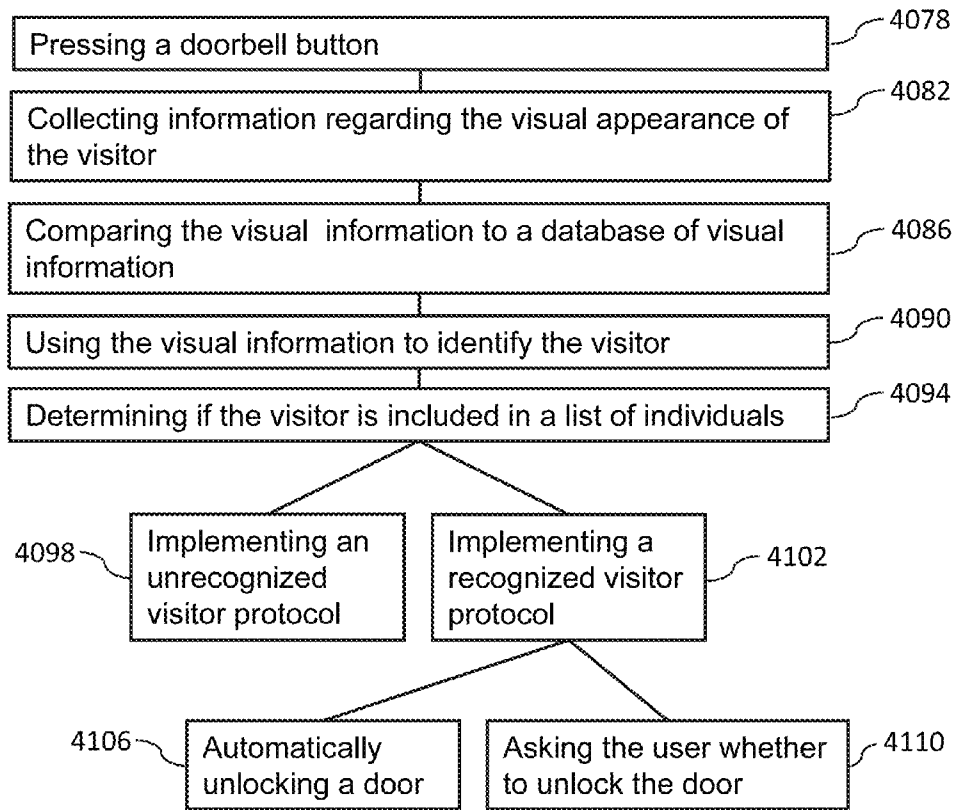 Pressing a doorbell button
4078
Collecting information regarding the visual appearance of
the visitor
4082
Comparing the visual information to a database of visual
information
4086
Using the visual information to identify the visitor
4090
Determining if the visitor is included in a list of individuals
4094
4098
Implementing an
unrecognized
visitor protocol
Implementing a
recognized visitor
protocol
4102
4106
Automatically
unlocking a door
Asking the user whether
to unlock the door
4110